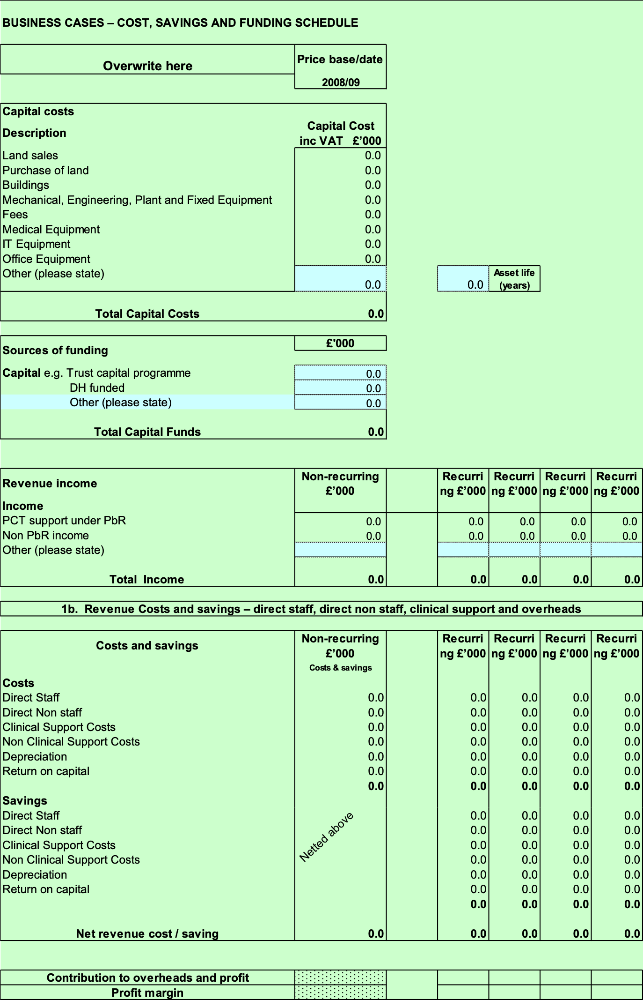 BUSINESS CASES – COST, SAVINGS AND FUNDING SCHEDULE
Overwrite here
Price base/date
2008/09
Capital costs
Description
Capital Cost
inc VAT £’000
Land sales 0.0
Purchase of land 0.0
Buildings 0.0
Mechanical, Engineering, Plant and Fixed Equipment 0.0
Fees 0.0
Medical Equipment 0.0
IT Equipment 0.0
Office Equipment 0.0
Other (please state) 0.0 0.0 Asset life
(years)
Total Capital Costs 0.0
£'000
Sources of funding
Capital e.g. Trust capital programme 0.0
DH funded 0.0
Other (please state) 0.0
Total Capital Funds 0.0
Revenue income
Non-recurring Recurri Recurri Recurri Recurri
£’000 ng £’000 ng £’000 ng £’000 ng £’000
Income
PCT support under PbR 0.0 0.0 0.0 0.0 0.0
Non PbR income 0.0 0.0 0.0 0.0 0.0
Other (please state)
Total Income 0.0 0.0 0.0 0.0 0.0
1b. Revenue Costs and savings – direct staff, direct non staff, clinical support and overheads
Costs and savings
Non-recurring Recurri Recurri Recurri Recurri
£’000 ng £’000 ng £’000 ng £’000 ng £’000
Costs & savings
Costs
Direct Staff 0.0 0.0 0.0 0.0 0.0
Direct Non staff 0.0 0.0 0.0 0.0 0.0
Clinical Support Costs 0.0 0.0 0.0 0.0 0.0
Non Clinical Support Costs 0.0 0.0 0.0 0.0 0.0
Depreciation 0.0 0.0 0.0 0.0 0.0
Return on capital 0.0 0.0 0.0 0.0 0.0
0.0 0.0 0.0 0.0 0.0
Savings
Direct Staff 0.0 0.0 0.0 0.0
Direct Non staff 0.0 0.0 0.0 0.0
Netted above
Clinical Support Costs 0.0 0.0 0.0 0.0
Non Clinical Support Costs 0.0 0.0 0.0 0.0
Depreciation 0.0 0.0 0.0 0.0
Return on capital 0.0 0.0 0.0 0.0
0.0 0.0 0.0 0.0
Net revenue cost / saving 0.0 0.0 0.0 0.0 0.0
Contribution to overheads and profit
Profit margin